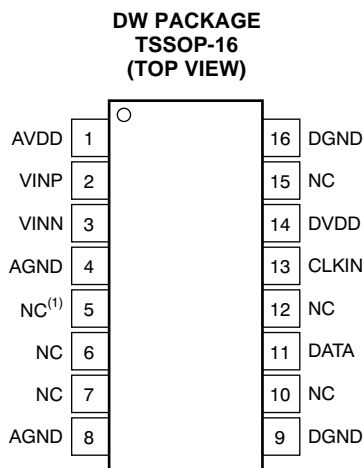 DW PACKAGE
TSSOP-16
(TOP VIEW)
AVDD 1 16 DGND
VINP 2 15 NC
VINN 3 14 DVDD
AGND 4 13 CLKIN
NC(1) 5 12 NC
NC 6 11 DATA
NC 7 10 NC
AGND 8 9 DGND